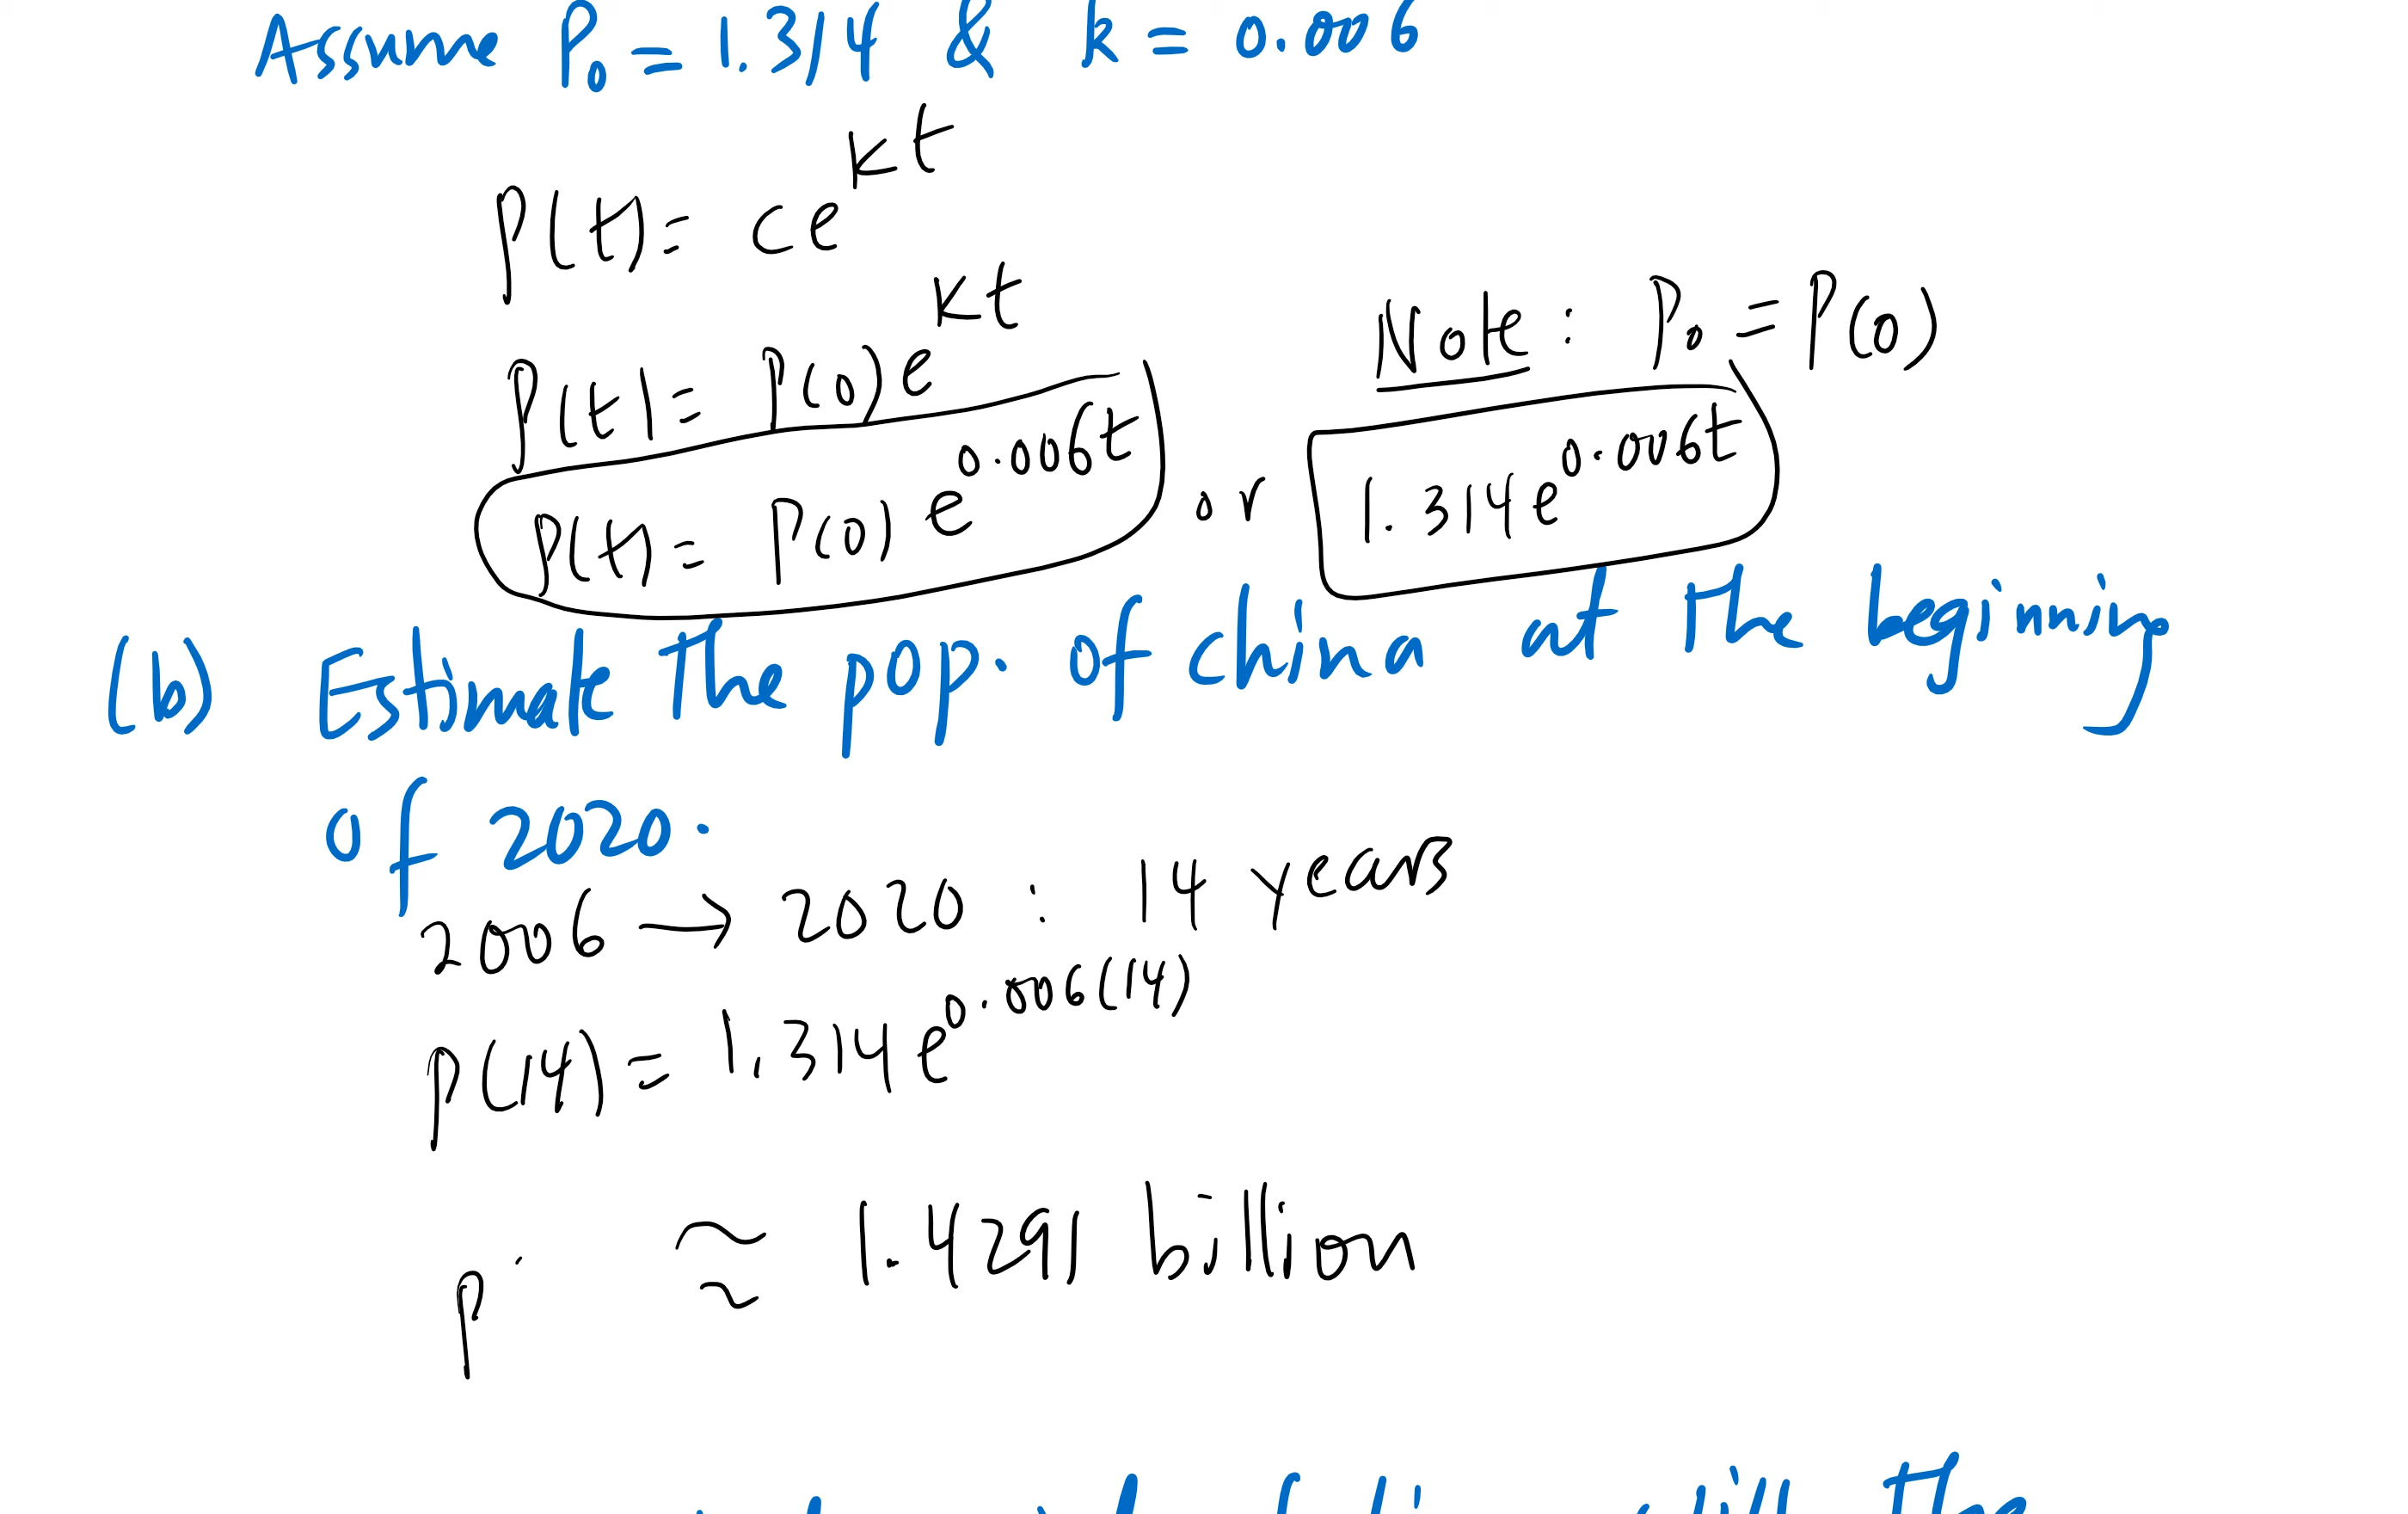 Assume P₀ = 1.314 & k = 0.006
P(t) = ce^{kt}
P(t) = P(0)e^{kt}
Note: P₀ = P(0)
P(t) = P(0) e^{0.006t} or 1.314e^{0.006t}
(b) Estimate the pop. of china at the beginning
of 2020.
2006 → 2020 : 14 years
P(14) = 1.314 e^{0.006(14)}
P ≈ 1.4291 billion